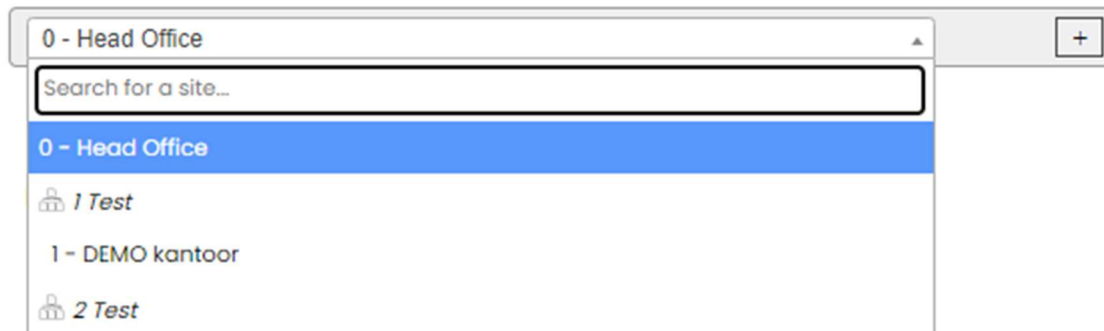 0 - Head Office
+
Search for a site...
0 - Head Office
1 Test
1 - DEMO kantoor
2 Test